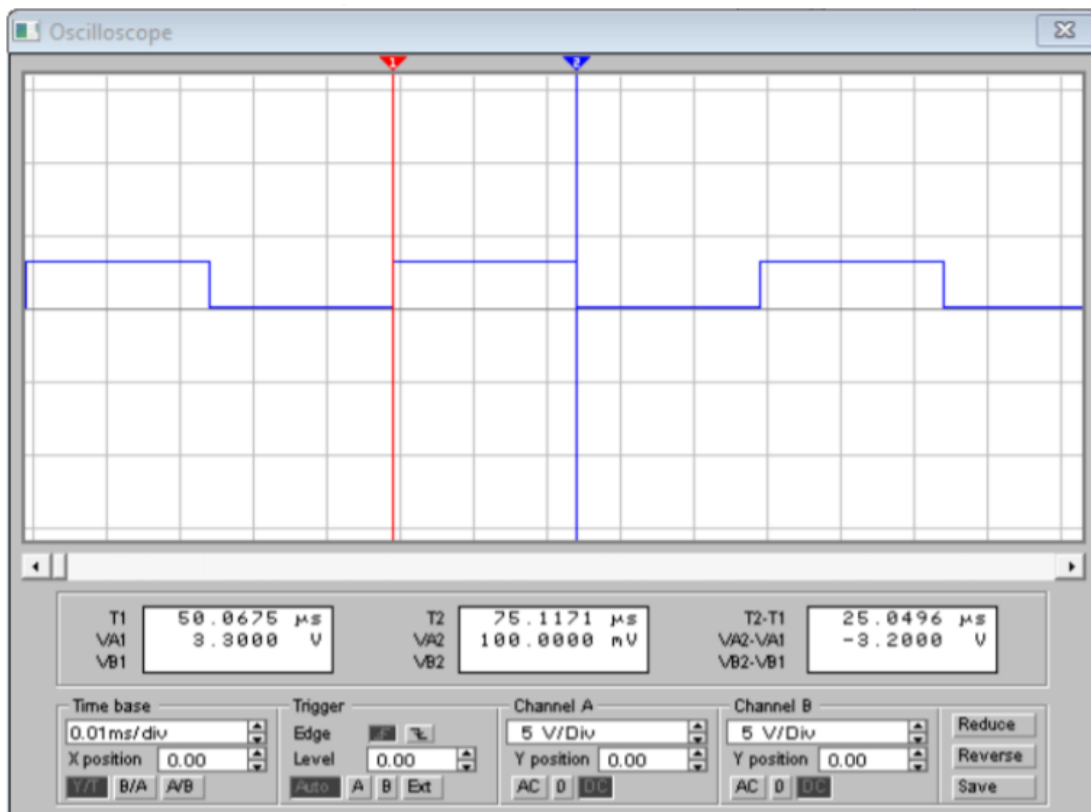 Oscilloscope
1 2
T1 50.0675 μs T2 75.1171 μs T2-T1 25.0496 μs
VA1 3.3000 V VA2 100.0000 mV VA2-VA1 -3.2000 V
VB1 VB2 VB2-VB1
Time base Trigger Channel A Channel B
0.01ms/div Edge 5 V/Div 5 V/Div Reduce
X position 0.00 Level 0.00 Y position 0.00 Y position 0.00 Reverse
Y/T B/A A/B Auto A B Ext AC 0 DC AC 0 DC Save